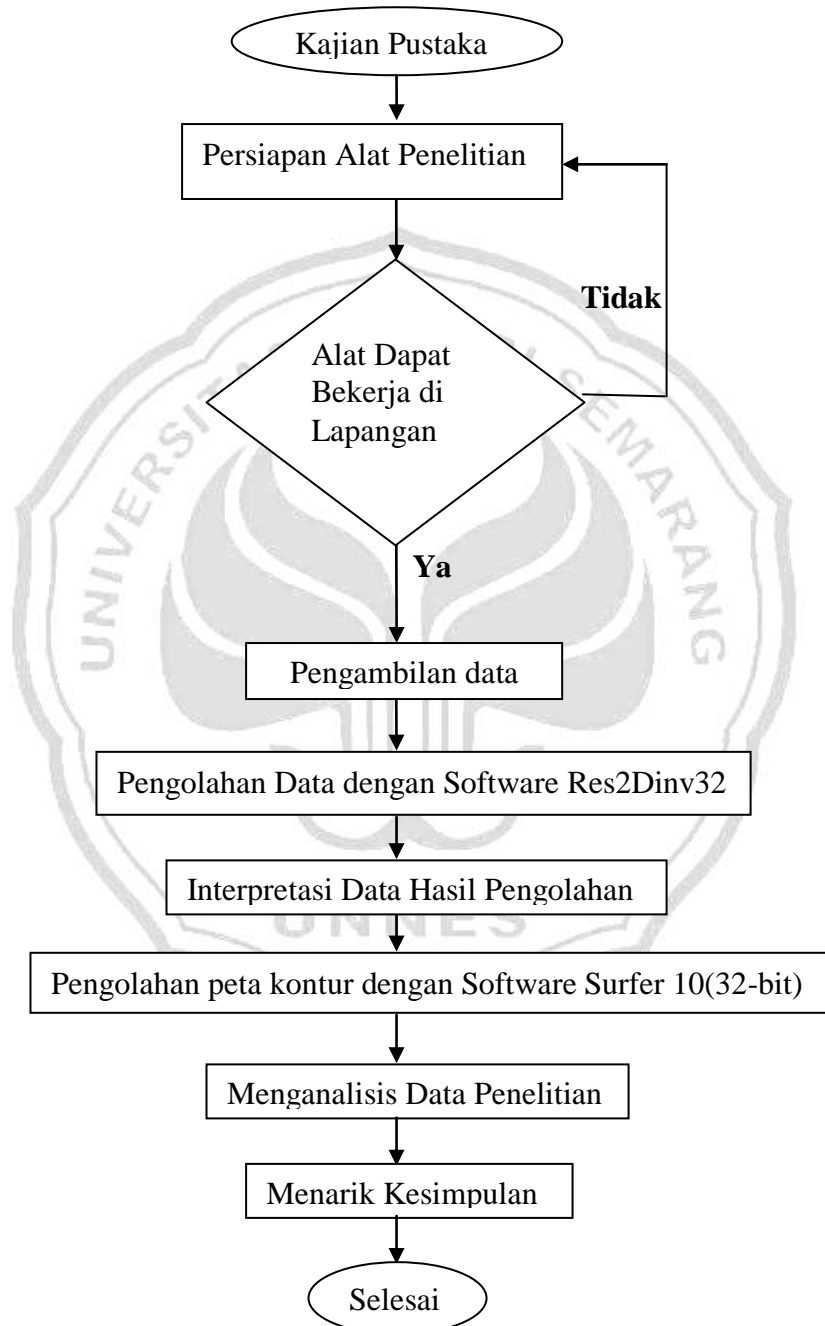 Kajian Pustaka
Persiapan Alat Penelitian
Tidak
Alat Dapat
Bekerja di
Lapangan
Ya
Pengambilan data
Pengolahan Data dengan Software Res2Dinv32
Interpretasi Data Hasil Pengolahan
Pengolahan peta kontur dengan Software Surfer 10(32-bit)
Menganalisis Data Penelitian
Menarik Kesimpulan
Selesai
SEMARANG
UNNES